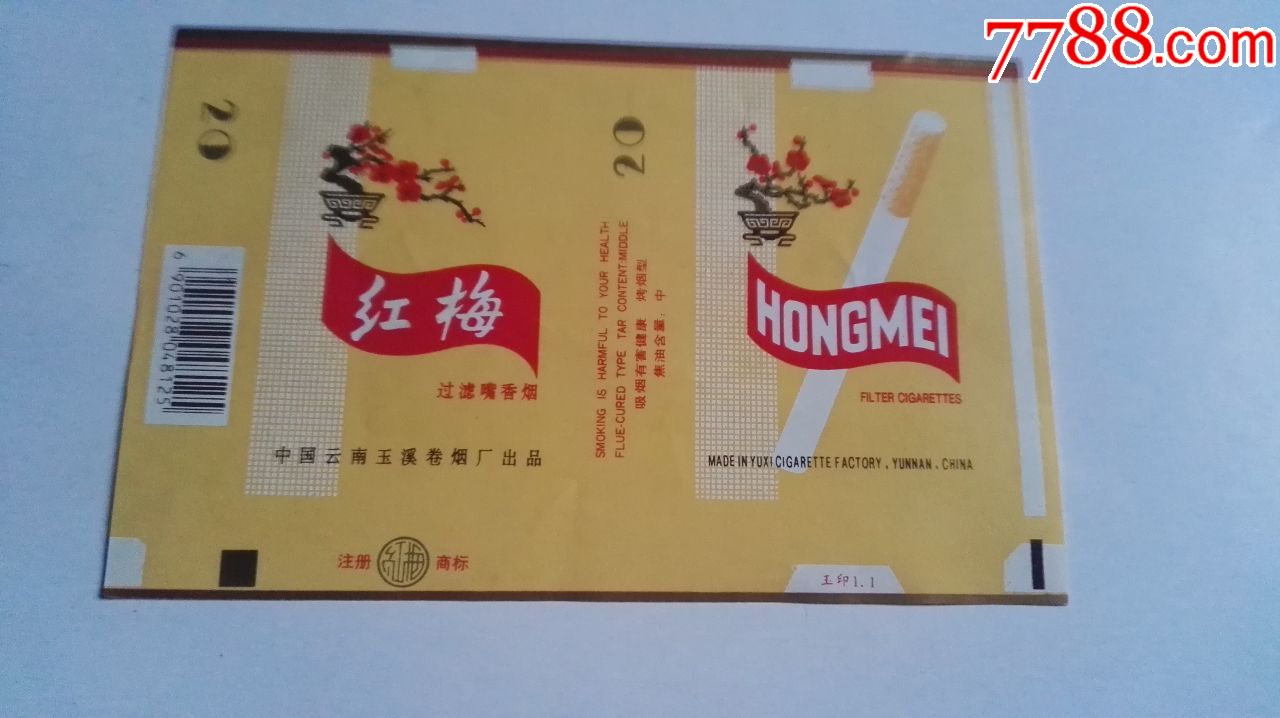 7788.com
20
红梅
过滤嘴香烟
中国云南玉溪卷烟厂出品
注册 红梅 商标
6 901028 048125
20
SMOKING IS HARMFUL TO YOUR HEALTH
FLUE-CURED TYPE TAR CONTENT:MIDDLE
吸烟有害健康 烤烟型
焦油含量:中
HONGMEI
FILTER CIGARETTES
MADE IN YUXI CIGARETTE FACTORY . YUNNAN . CHINA
玉印1.1